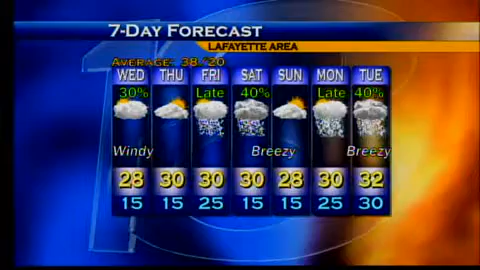 7-DAY FORECAST
LAFAYETTE AREA
AVERAGE: 38/20
WED THU FRI SAT SUN MON TUE
30% Late 40% Late 40%
Windy Breezy Breezy
28 30 30 30 28 30 32
15 15 25 15 15 25 30